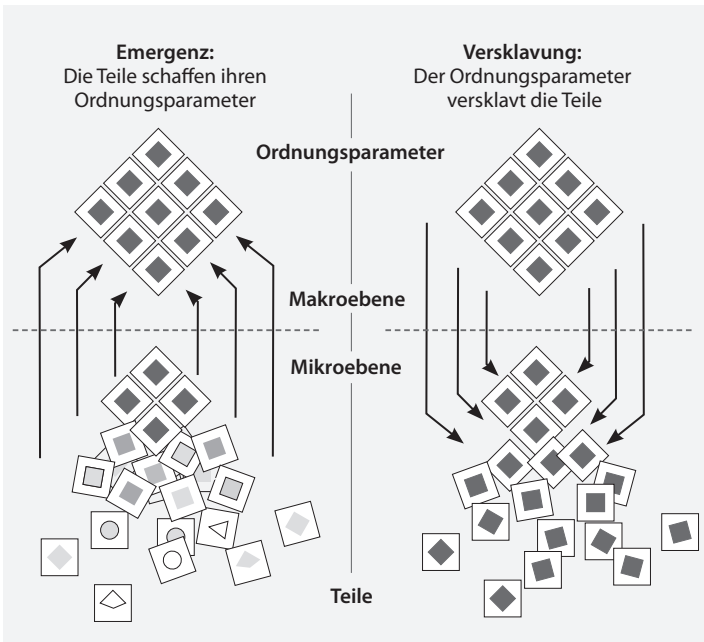 Emergenz:
Die Teile schaffen ihren
Ordnungsparameter
Versklavung:
Der Ordnungsparameter
versklavt die Teile
Ordnungsparameter
Makroebene
Mikroebene
Teile